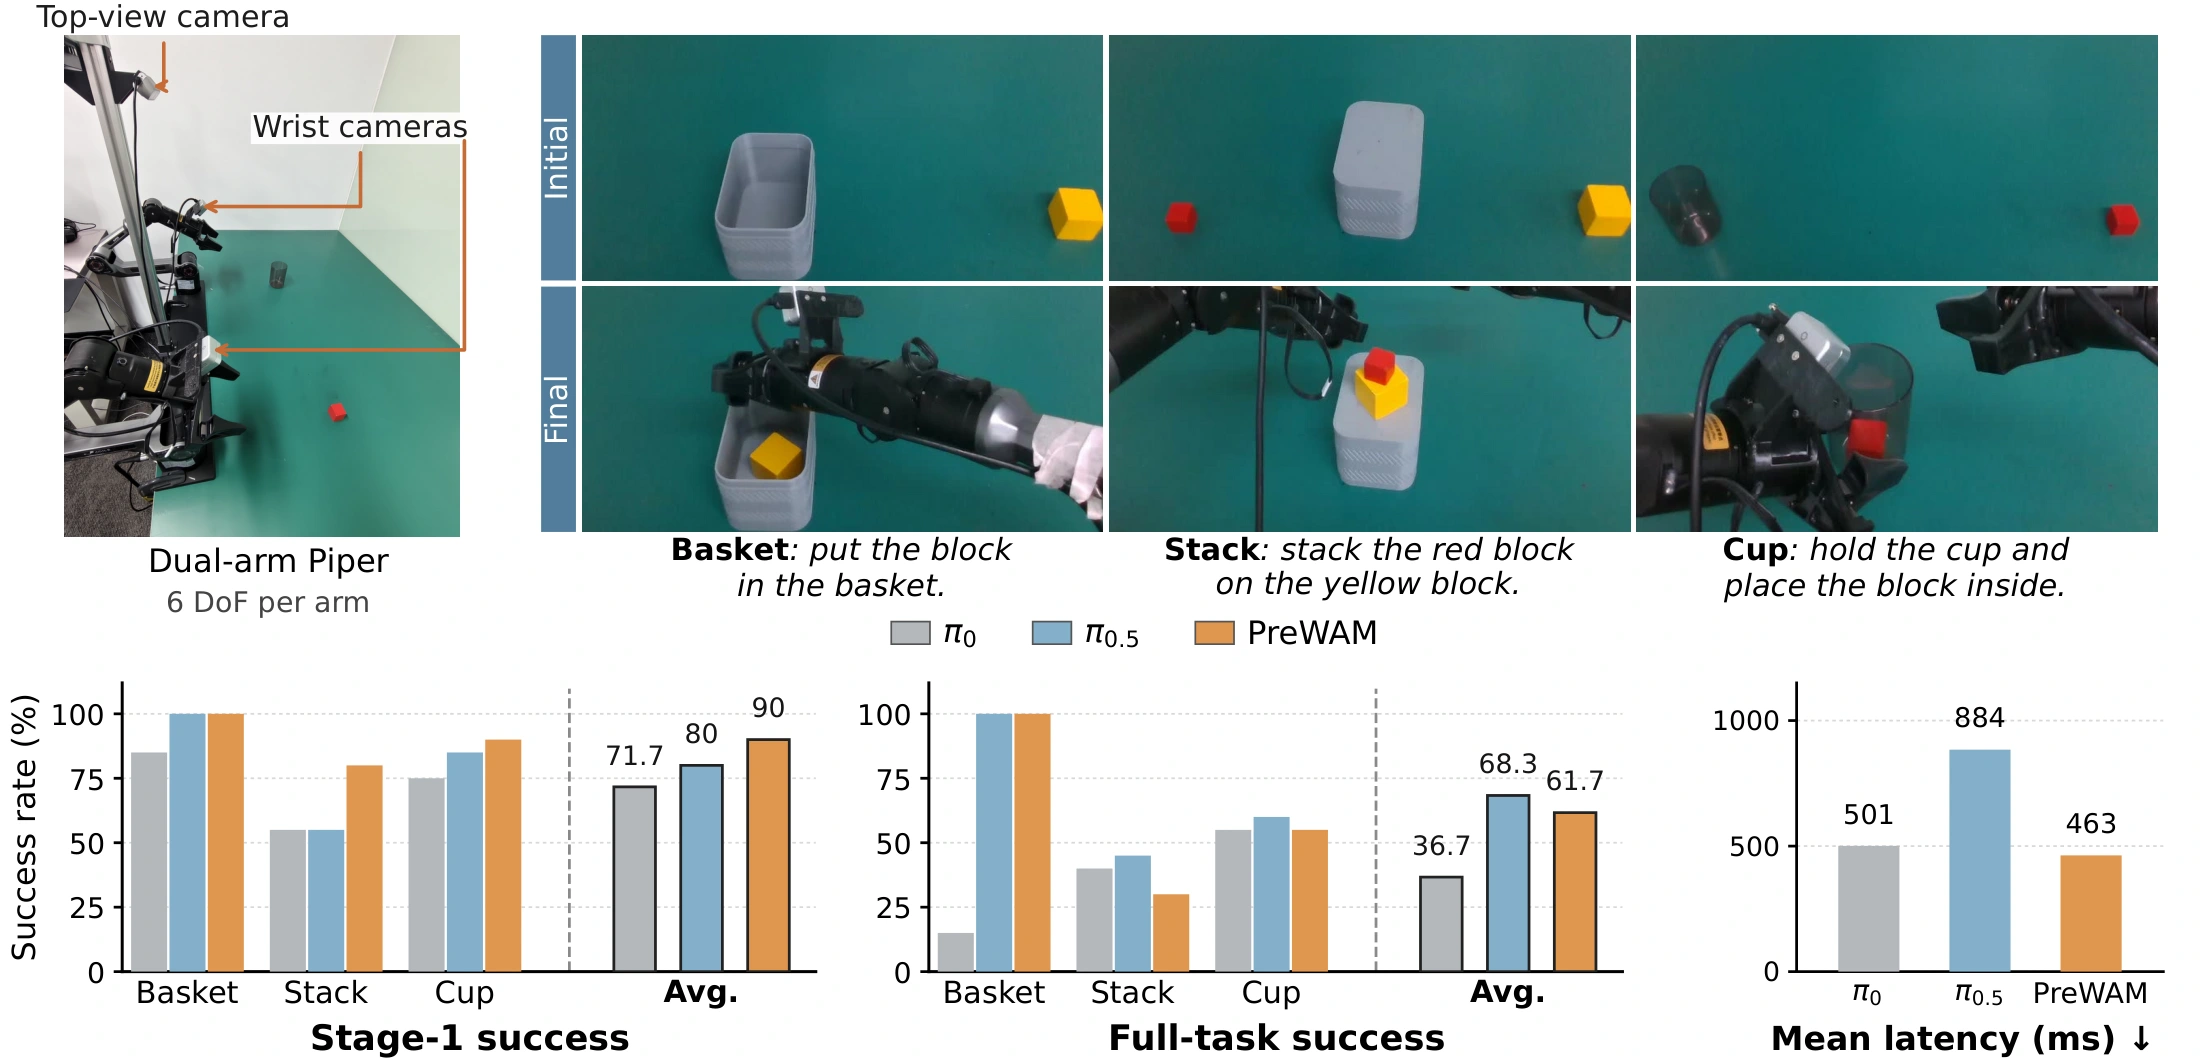 Top-view camera
Wrist cameras
Dual-arm Piper
6 DoF per arm
Initial
Final
Basket: put the block
in the basket.
Stack: stack the red block
on the yellow block.
Cup: hold the cup and
place the block inside.
π0
π0.5
PreWAM
Success rate (%)
100
75
50
25
0
71.7
80
90
Basket
Stack
Cup
Avg.
Stage-1 success
100
75
50
25
0
36.7
68.3
61.7
Basket
Stack
Cup
Avg.
Full-task success
1000
500
0
501
884
463
π0
π0.5
PreWAM
Mean latency (ms) ↓